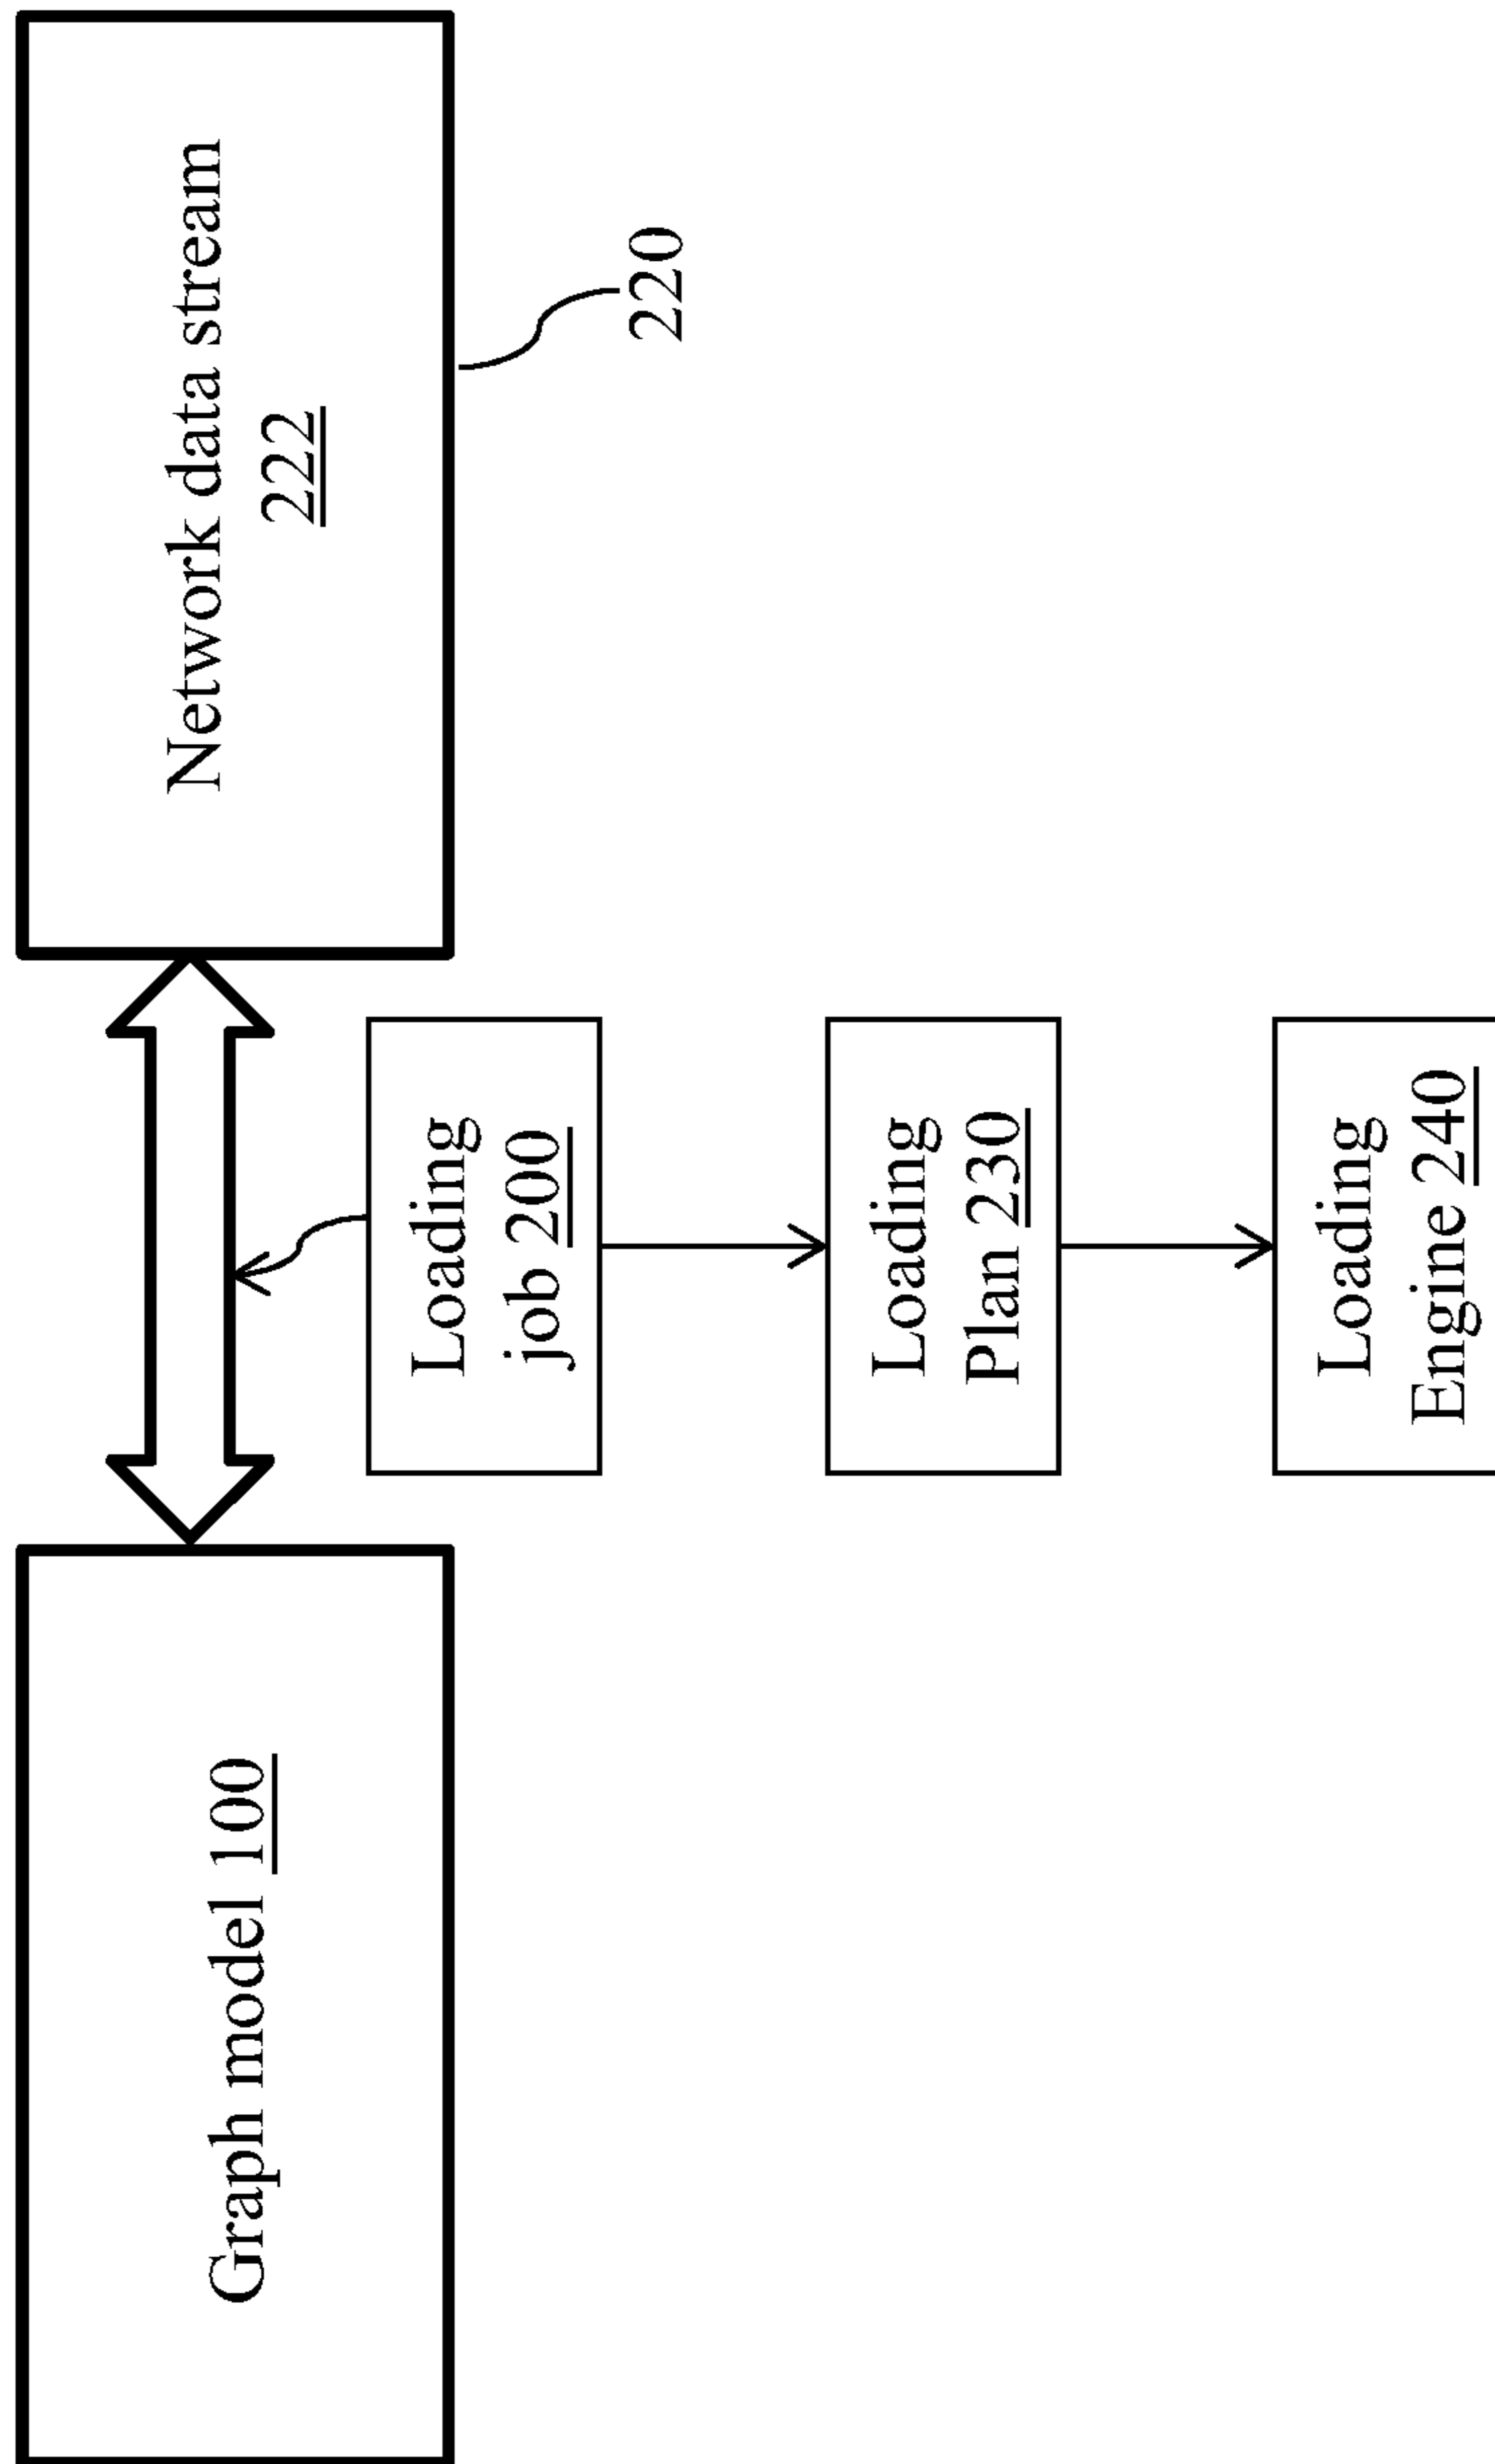 Graph model 100
Network data stream
222
220
Loading
job 200
Loading
Plan 230
Loading
Engine 240